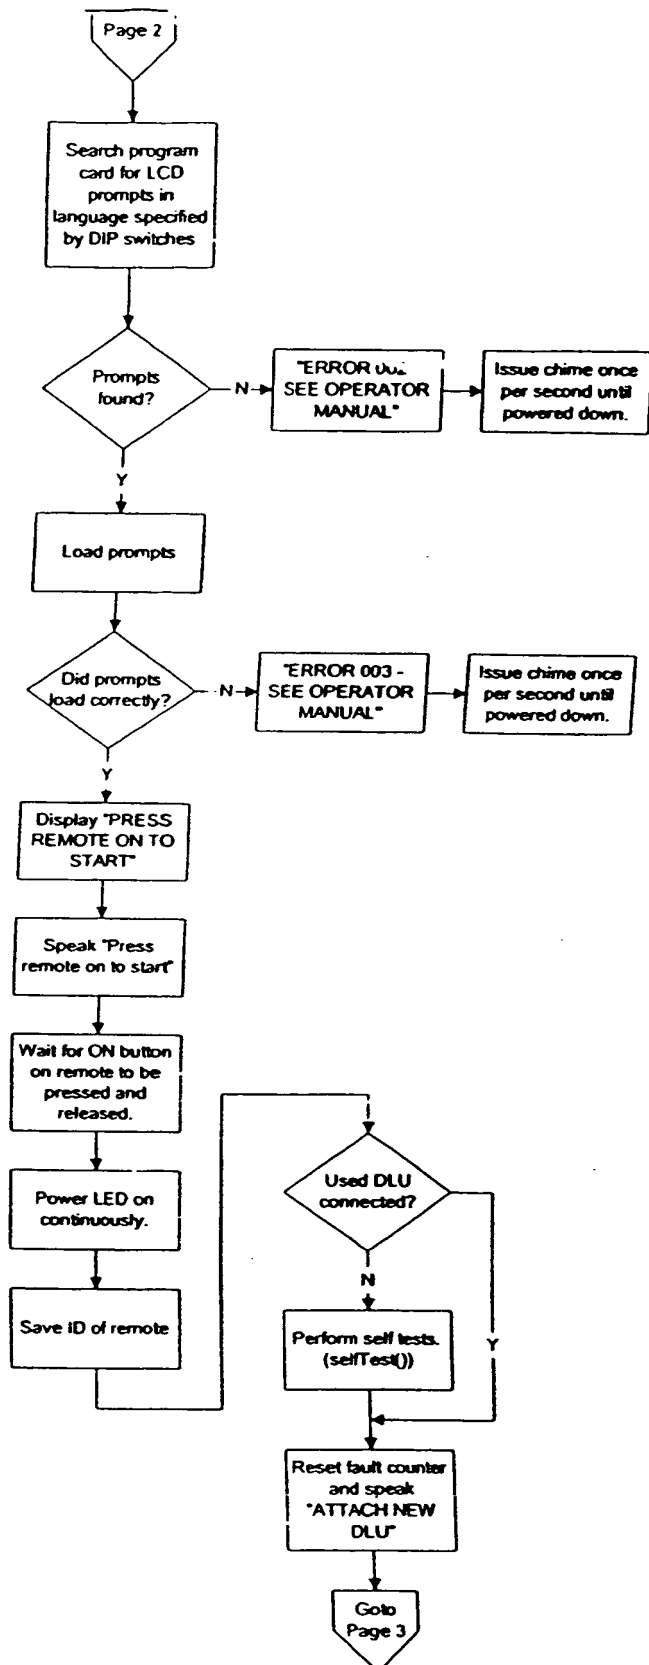 Page 2
Search program
card for LCD
prompts in
language specified
by DIP switches
Prompts
found?
N
"ERROR 002
SEE OPERATOR
MANUAL"
Issue chime once
per second until
powered down.
Y
Load prompts
Did prompts
load correctly?
N
"ERROR 003 -
SEE OPERATOR
MANUAL"
Issue chime once
per second until
powered down.
Y
Display "PRESS
REMOTE ON TO
START"
Speak "Press
remote on to start"
Wait for ON button
on remote to be
pressed and
released.
Power LED on
continuously.
Save ID of remote
Used DLU
connected?
N
Y
Perform self tests.
(selfTest())
Reset fault counter
and speak
"ATTACH NEW
DLU"
Goto
Page 3